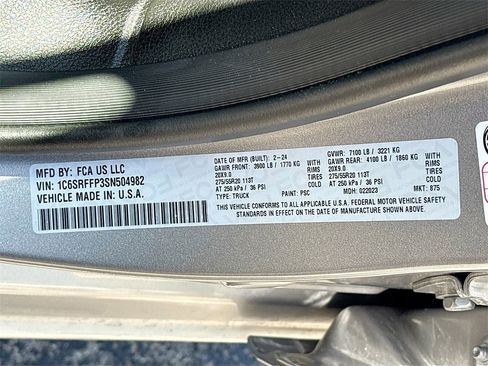 MFD BY: FCA US LLC
VIN: 1C6SRFFP3SN504982
VEHICLE MADE IN: U.S.A.
DATE OF MFR (BUILT): 2-24
GAWR FRONT: 3900 LB / 1770 KG WITH
20X9.0 RIMS
275/55R20 113T TIRES
AT 250 kPa / 36 PSI COLD
TYPE: TRUCK
PAINT: PSC
GVWR: 7100 LB / 3221 KG
GAWR REAR: 4100 LB / 1860 KG WITH
20X9.0 RIMS
275/55R20 113T TIRES
AT 250 kPa / 36 PSI COLD
MDH: 022023
MKT: 875
THIS VEHICLE CONFORMS TO ALL APPLICABLE U.S.A. FEDERAL MOTOR VEHICLE SAFETY
STANDARDS IN EFFECT ON THE DATE OF MANUFACTURE SHOWN ABOVE.